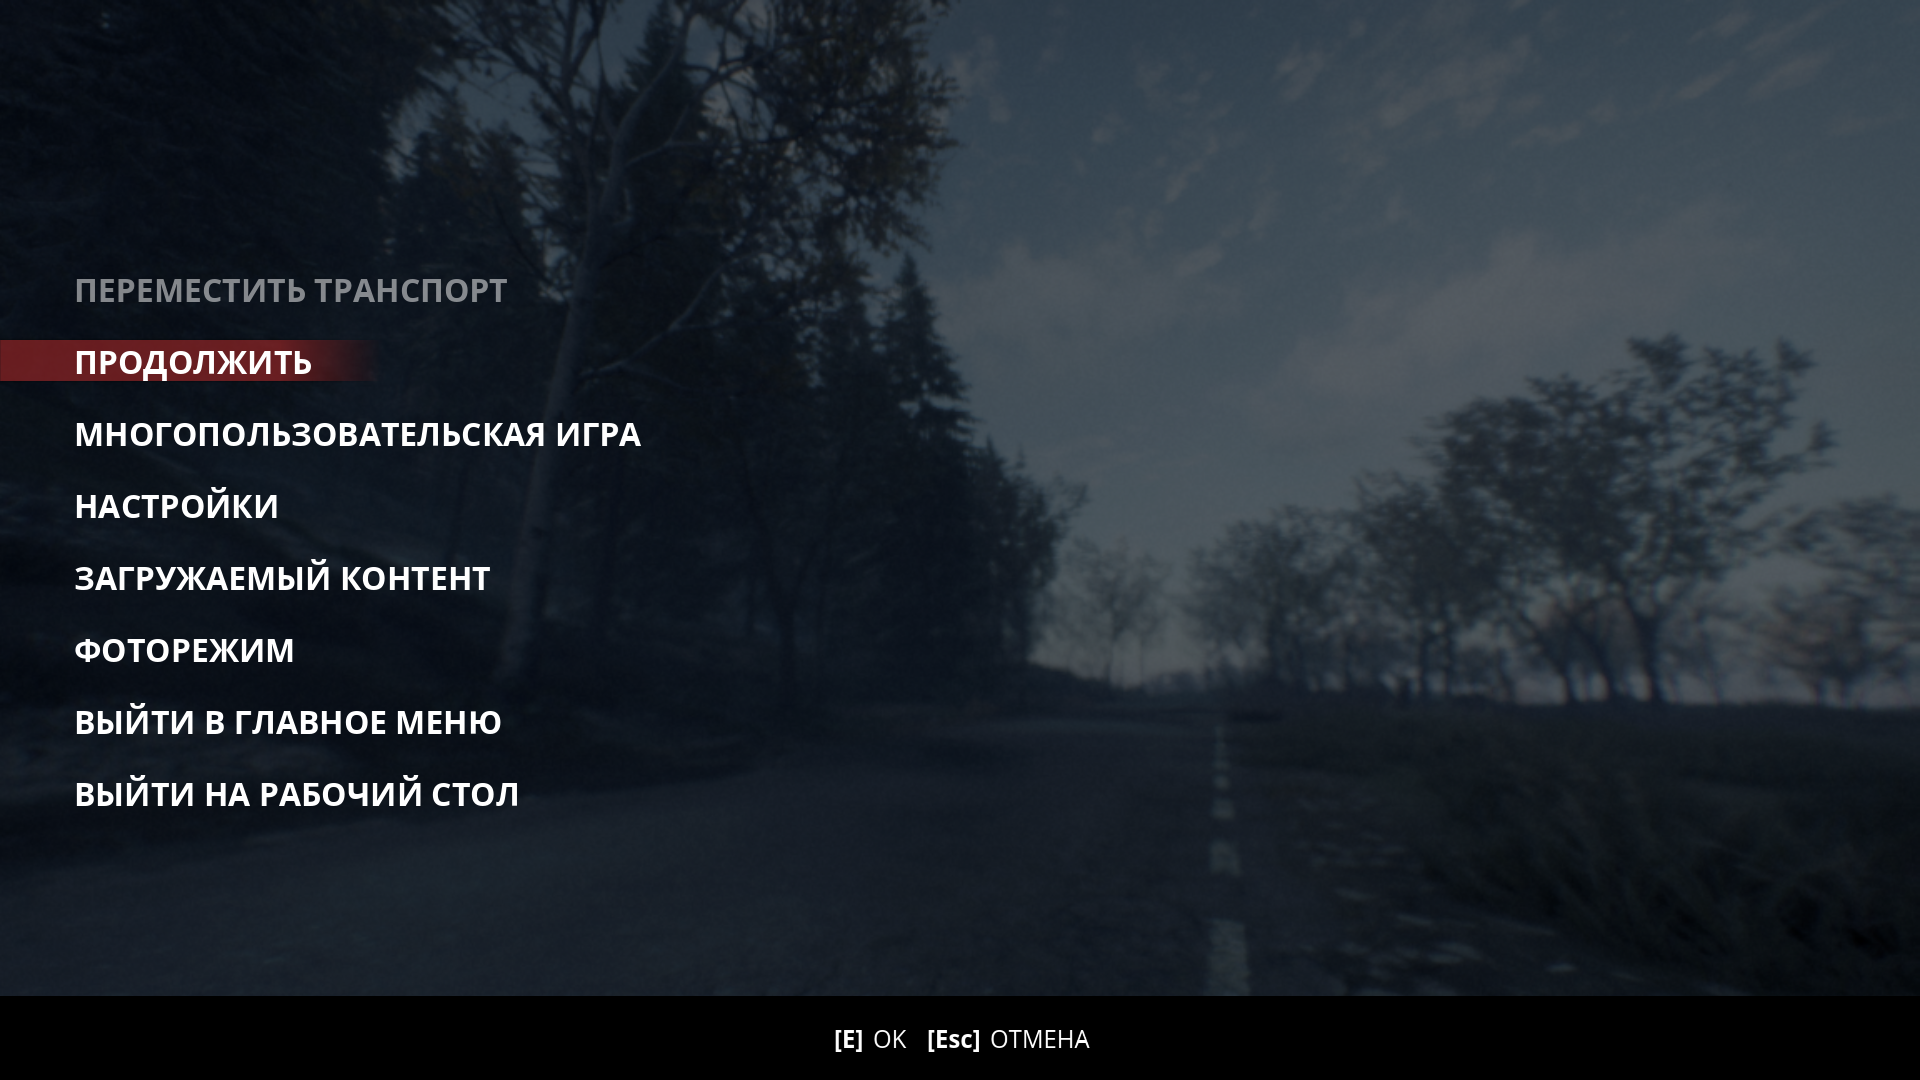 ПЕРЕМЕСТИТЬ ТРАНСПОРТ
ПРОДОЛЖИТЬ
МНОГОПОЛЬЗОВАТЕЛЬСКАЯ ИГРА
НАСТРОЙКИ
ЗАГРУЖАЕМЫЙ КОНТЕНТ
ФОТОРЕЖИМ
ВЫЙТИ В ГЛАВНОЕ МЕНЮ
ВЫЙТИ НА РАБОЧИЙ СТОЛ
[E] OK [Esc] ОТМЕНА